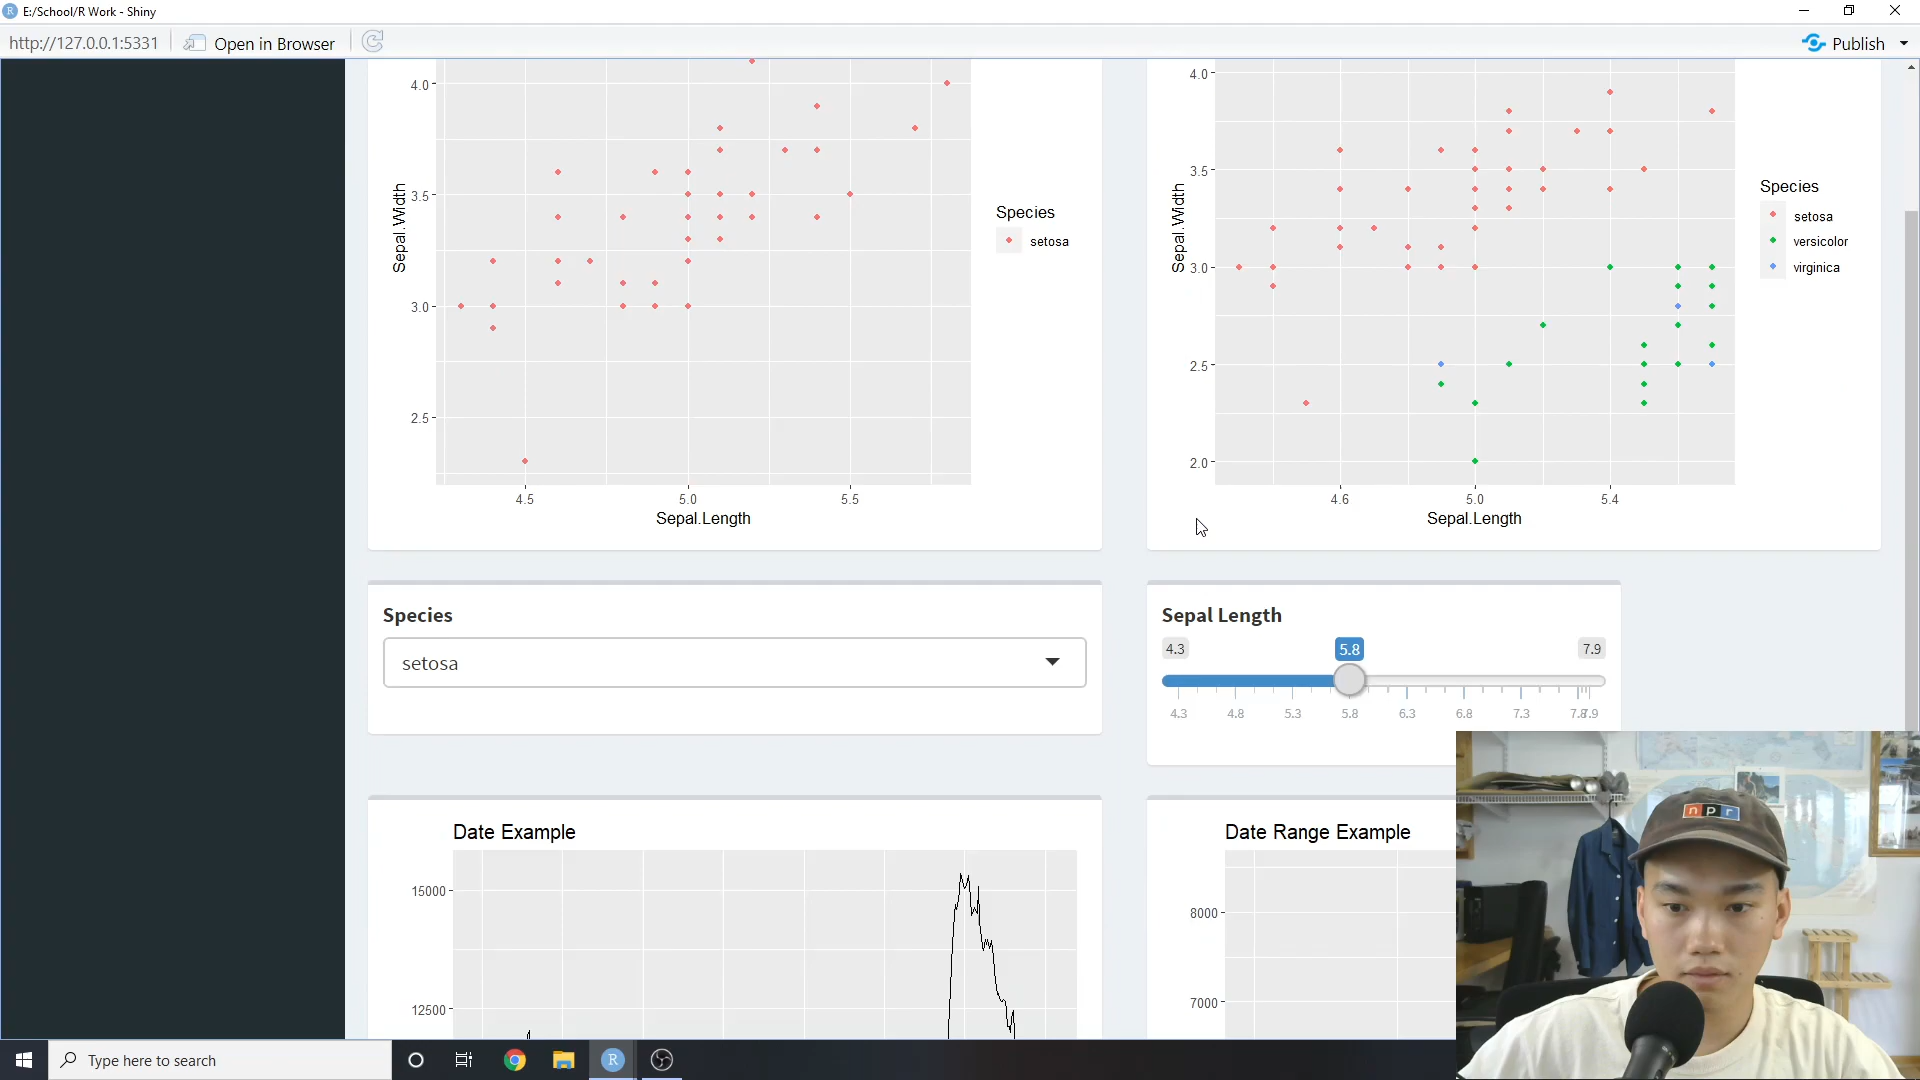 E:/School/R Work - Shiny
http://127.0.0.1:5331
Open in Browser
Publish
4.0
3.5
3.0
2.5
Sepal.Width
4.5
5.0
5.5
Sepal.Length
Species
setosa
4.0
3.5
3.0
2.5
2.0
Sepal.Width
4.6
5.0
5.4
Sepal.Length
Species
setosa
versicolor
virginica
Species
setosa
Sepal Length
4.3
5.8
7.9
4.3 4.8 5.3 5.8 6.3 6.8 7.3 7.8 7.9
Date Example
15000
12500
Date Range Example
8000
7000
npr
Type here to search